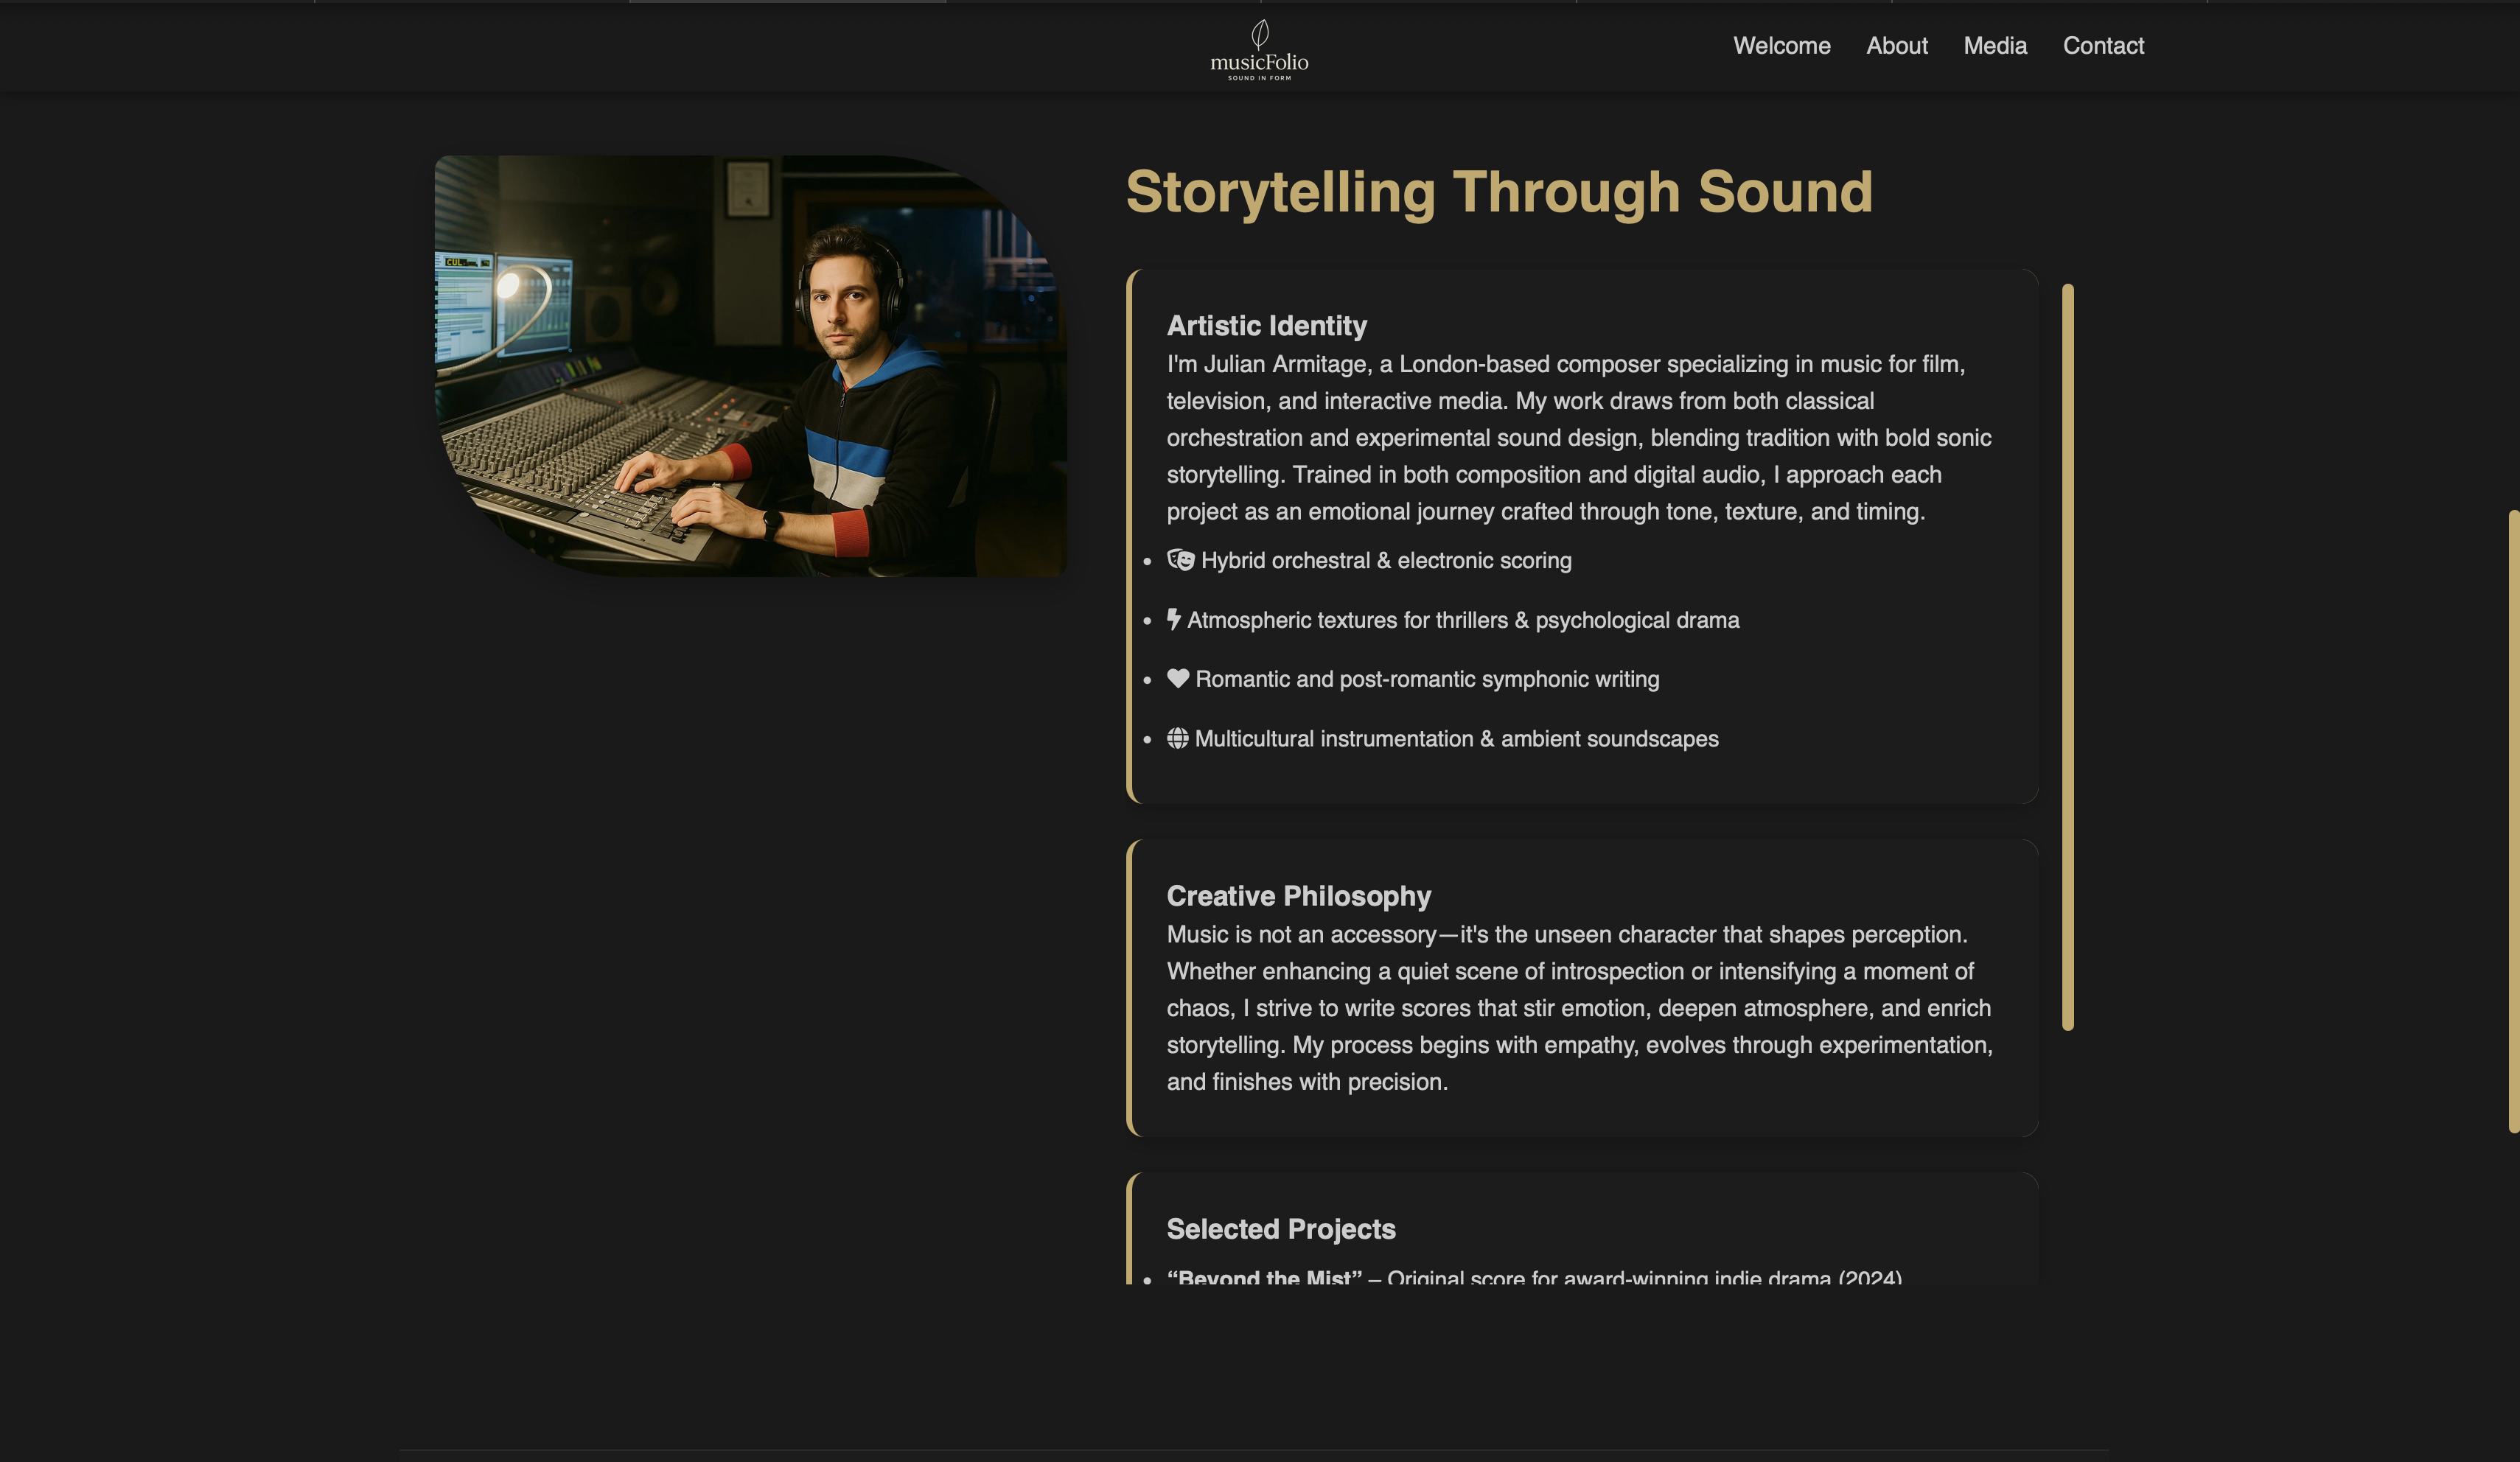 musicFolio
SOUND IN FORM
Welcome About Media Contact
CUL
Storytelling Through Sound
Artistic Identity
I'm Julian Armitage, a London-based composer specializing in music for film,
television, and interactive media. My work draws from both classical
orchestration and experimental sound design, blending tradition with bold sonic
storytelling. Trained in both composition and digital audio, I approach each
project as an emotional journey crafted through tone, texture, and timing.
• Hybrid orchestral & electronic scoring
• Atmospheric textures for thrillers & psychological drama
• Romantic and post-romantic symphonic writing
• Multicultural instrumentation & ambient soundscapes
Creative Philosophy
Music is not an accessory—it's the unseen character that shapes perception.
Whether enhancing a quiet scene of introspection or intensifying a moment of
chaos, I strive to write scores that stir emotion, deepen atmosphere, and enrich
storytelling. My process begins with empathy, evolves through experimentation,
and finishes with precision.
Selected Projects
• “Beyond the Mist” – Original score for award-winning indie drama (2024)